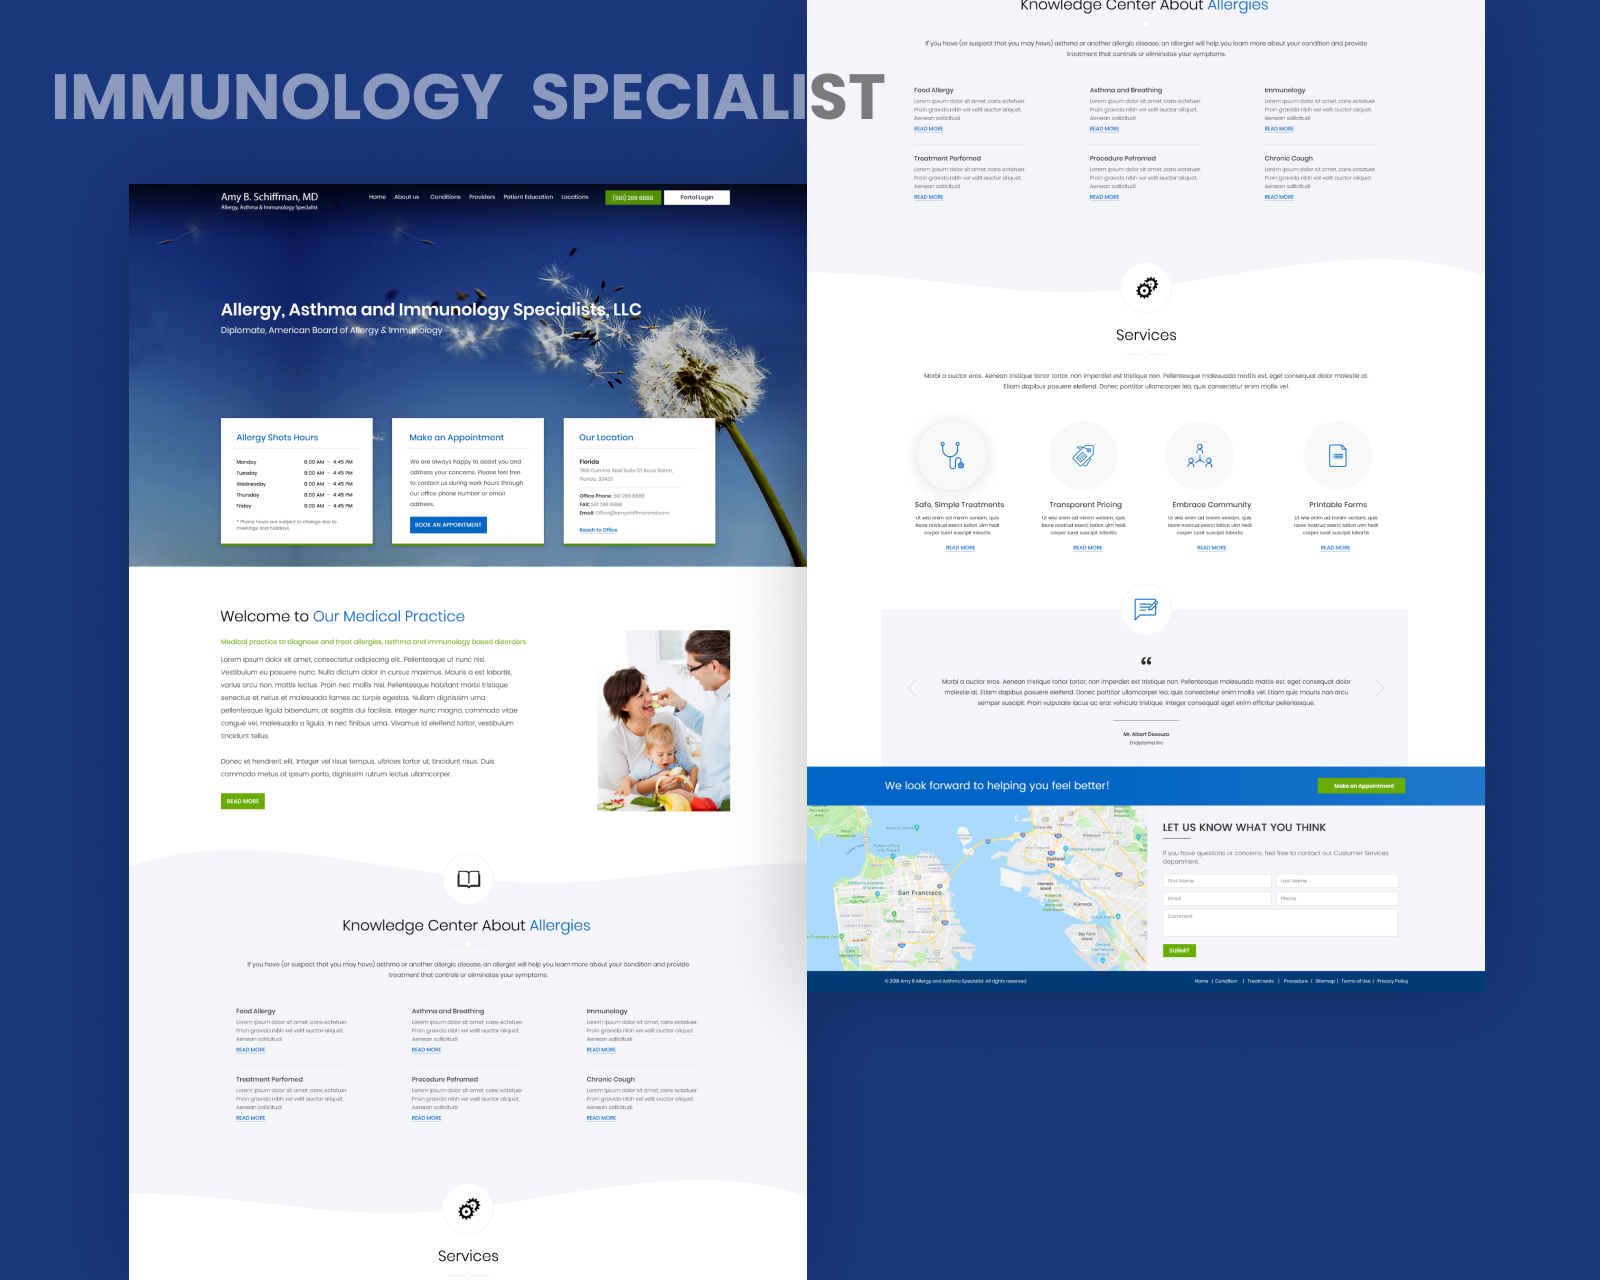 IMMUNOLOGY SPECIALIST
Amy B. Schiffman, MD
Allergy, Asthma & Immunology Specialist
Home About us Conditions Providers Patient Education Locations
(561) 289 6888
Portal Login
Allergy, Asthma and Immunology Specialists, LLC
Diplomate, American Board of Allergy & Immunology
Allergy Shots Hours
Monday 8:00 AM - 4:45 PM
Tuesday 8:00 AM - 4:45 PM
Wednesday 8:00 AM - 4:45 PM
Thursday 8:00 AM - 4:45 PM
Friday 8:00 AM - 4:45 PM
* Phone hours are subject to change due to
meetings and holidays.
Make an Appointment
We are always happy to assist you and
address your concerns. Please feel free
to contact us during work hours through
our office phone number or email
address.
BOOK AN APPOINTMENT
Our Location
Florida
Camino Real Suite 121 Boca Raton,
Florida, 33433
Office Phone: 561 289 6888
FAX: 561 289 6888
Email: Office@amyshiffmanmd.com
Reach to Office
Welcome to Our Medical Practice
Medical practice to diagnose and treat allergies, asthma and immunology based disorders.
Lorem ipsum dolor sit amet, consectetur adipiscing elit. Pellentesque ut nunc nisl.
Vestibulum eu posuere nunc. Nulla dictum dolor in cursus maximus. Mauris a est lobortis,
varius arcu non, mattis lectus. Proin nec mollis nisi. Pellentesque habitant morbi tristique
senectus et netus et malesuada fames ac turpis egestas. Nullam dignissim urna
pellentesque ligula bibendum, at sagittis dui facilisis. Integer nunc magna, commodo vitae
congue vel, malesuada a ligula. In nec finibus urna. Vivamus id eleifend tortor, vestibulum
tincidunt tellus.
Donec et hendrerit elit. Integer vel risus tempus, ultrices tortor ut, tincidunt risus. Duis
commodo metus at ipsum porta, dignissim rutrum lectus ullamcorper.
READ MORE
Knowledge Center About Allergies
If you have (or suspect that you may have) asthma or another allergic disease, an allergist will help you learn more about your condition and provide
treatment that controls or eliminates your symptoms.
Food Allergy
Lorem ipsum dolor sit amet, cons ectetuer.
Proin gravida nibh vel velit auctor aliquet.
Aenean sollicitudi
READ MORE
Asthma and Breathing
Lorem ipsum dolor sit amet, cons ectetuer.
Proin gravida nibh vel velit auctor aliquet.
Aenean sollicitudi
READ MORE
Immunology
Lorem ipsum dolor sit amet, cons ectetuer.
Proin gravida nibh vel velit auctor aliquet.
Aenean sollicitudi
READ MORE
Treatment Perfomed
Lorem ipsum dolor sit amet, cons ectetuer.
Proin gravida nibh vel velit auctor aliquet.
Aenean sollicitudi
READ MORE
Procedure Pefromed
Lorem ipsum dolor sit amet, cons ectetuer.
Proin gravida nibh vel velit auctor aliquet.
Aenean sollicitudi
READ MORE
Chronic Cough
Lorem ipsum dolor sit amet, cons ectetuer.
Proin gravida nibh vel velit auctor aliquet.
Aenean sollicitudi
READ MORE
Services
Knowledge Center About Allergies
If you have (or suspect that you may have) asthma or another allergic disease, an allergist will help you learn more about your condition and provide
treatment that controls or eliminates your symptoms.
Food Allergy
Lorem ipsum dolor sit amet, cons ectetuer.
Proin gravida nibh vel velit auctor aliquet.
Aenean sollicitudi
READ MORE
Asthma and Breathing
Lorem ipsum dolor sit amet, cons ectetuer.
Proin gravida nibh vel velit auctor aliquet.
Aenean sollicitudi
READ MORE
Immunology
Lorem ipsum dolor sit amet, cons ectetuer.
Proin gravida nibh vel velit auctor aliquet.
Aenean sollicitudi
READ MORE
Treatment Perfomed
Lorem ipsum dolor sit amet, cons ectetuer.
Proin gravida nibh vel velit auctor aliquet.
Aenean sollicitudi
READ MORE
Procedure Pefromed
Lorem ipsum dolor sit amet, cons ectetuer.
Proin gravida nibh vel velit auctor aliquet.
Aenean sollicitudi
READ MORE
Chronic Cough
Lorem ipsum dolor sit amet, cons ectetuer.
Proin gravida nibh vel velit auctor aliquet.
Aenean sollicitudi
READ MORE
Services
Morbi a auctor eros. Aenean tristique tortor tortor, non imperdiet est tristique non. Pellentesque malesuada mattis est, eget consequat dolor molestie at.
Etiam dapibus posuere eleifend. Donec porttitor ullamcorper leo, quis consectetur enim mollis vel.
Safe, Simple Treatments
Ut wisi enim ad minim veniam, quis
laore nostrud exerci tation ulm hedi
corper turet suscipit lobortis
READ MORE
Transparent Pricing
Ut wisi enim ad minim veniam, quis
laore nostrud exerci tation ulm hedi
corper turet suscipit lobortis
READ MORE
Embrace Community
Ut wisi enim ad minim veniam, quis
laore nostrud exerci tation ulm hedi
corper turet suscipit lobortis
READ MORE
Printable Forms
Ut wisi enim ad minim veniam, quis
laore nostrud exerci tation ulm hedi
corper turet suscipit lobortis
READ MORE
“
Morbi a auctor eros. Aenean tristique tortor tortor, non imperdiet est tristique non. Pellentesque malesuada mattis est, eget consequat dolor
molestie at. Etiam dapibus posuere eleifend. Donec porttitor ullamcorper leo, quis consectetur enim mollis vel. Etiam quis mauris non arcu
semper suscipit. Proin vulputate lacus ac erat vehicula tristique. Integer consequat eget enim efficitur pellentesque.
Mr. Albert Desouza
Endyzoma inc
We look forward to helping you feel better!
Make an Appointment
San Francisco
Oakland
Alameda
LET US KNOW WHAT YOU THINK
If you have questions or concerns, feel free to contact our Customer Services
department.
First Name
Last Name
Email
Phone
Comment
SUBMIT
© 2018 Amy B Allergy and Asthma Specialist. All rights reserved
Home | Condition | Treatments | Procedure | Sitemap | Terms of Use | Privacy Policy